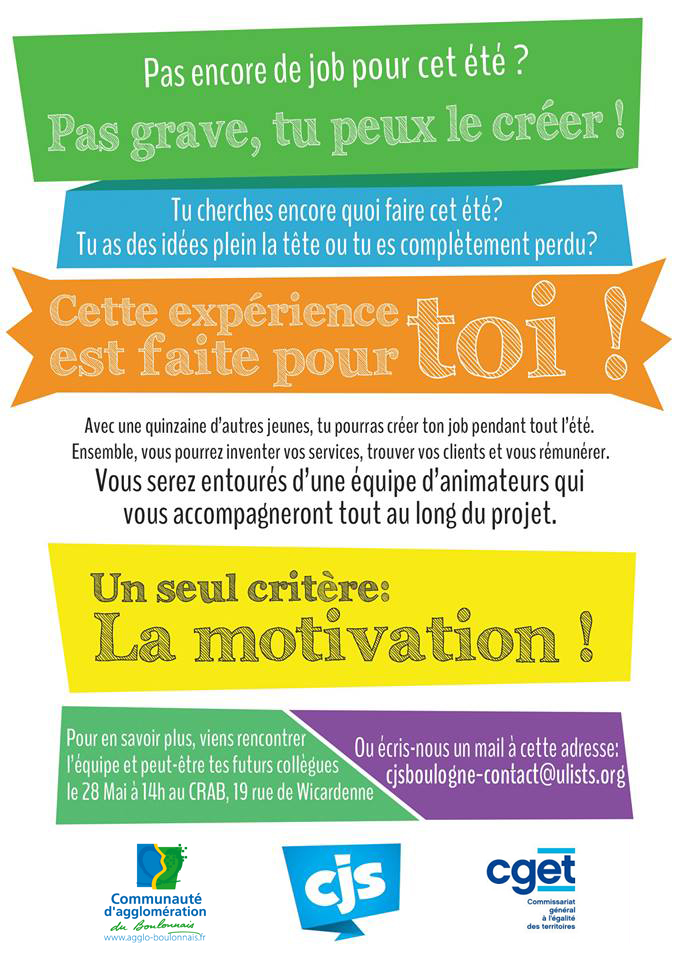 Pas encore de job pour cet été ?
Pas grave, tu peux le créer !
Tu cherches encore quoi faire cet été?
Tu as des idées plein la tête ou tu es complètement perdu?
Cette expérience
est faite pour toi !
Avec une quinzaine d'autres jeunes, tu pourras créer ton job pendant tout l'été.
Ensemble, vous pourrez inventer vos services, trouver vos clients et vous rémunérer.
Vous serez entourés d'une équipe d'animateurs qui
vous accompagneront tout au long du projet.
Un seul critère:
La motivation !
Pour en savoir plus, viens rencontrer
l'équipe et peut-être tes futurs collègues
le 28 Mai à 14h au CRAB, 19 rue de Wicardenne
Ou écris-nous un mail à cette adresse:
cjsboulogne-contact@ulists.org
Communauté
d'agglomération
du Boulonnais
www.agglo-boulonnais.fr
cjs
cget
Commissariat
général
à l'égalité
des territoires